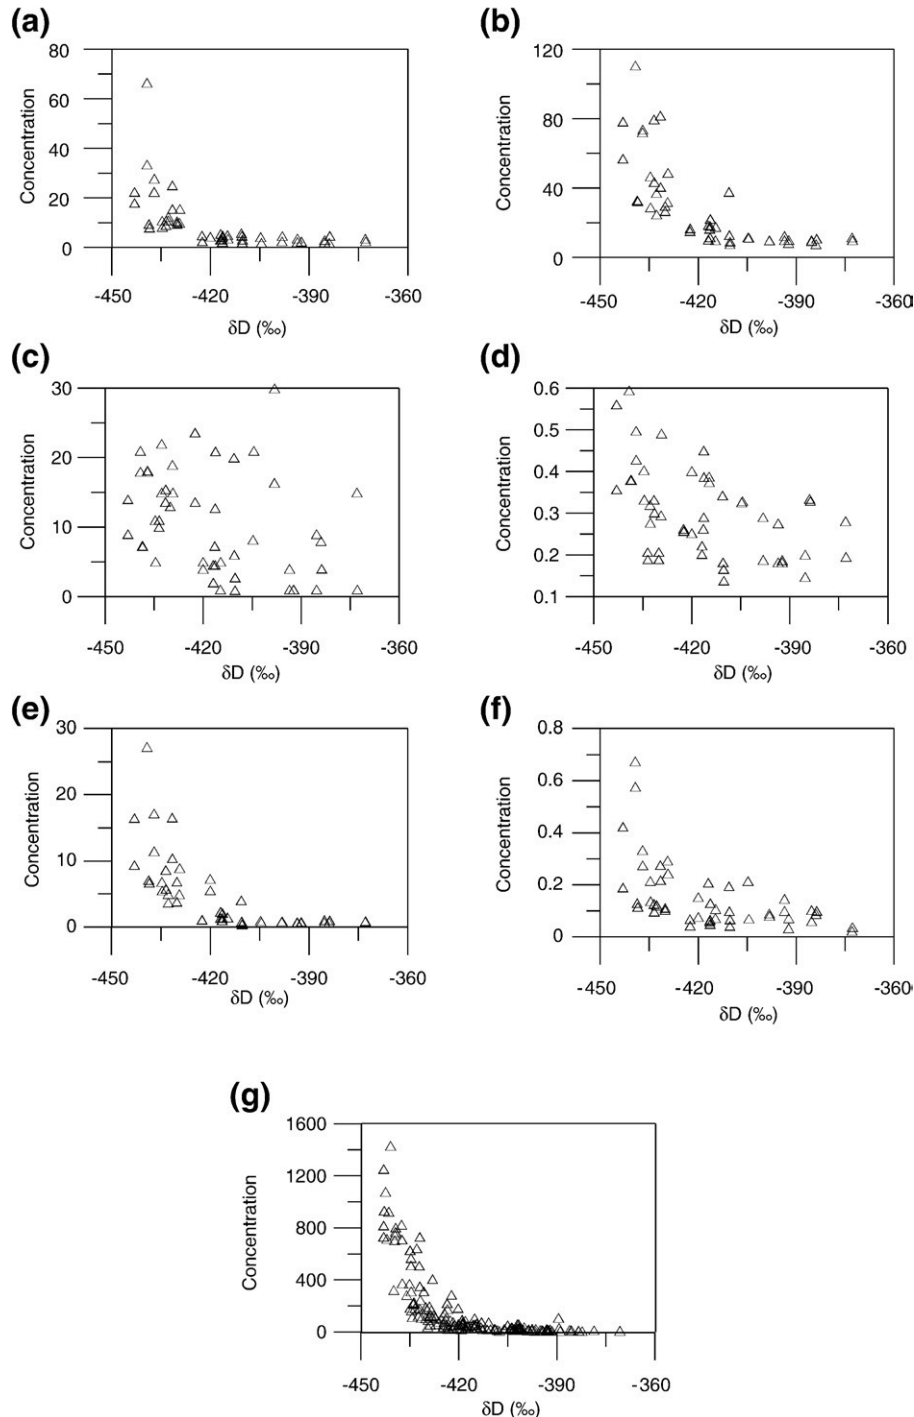 (a)
80
60
40
20
0
Concentration
-450 -420 -390 -360
δD (‰)
(b)
120
80
40
0
Concentration
-450 -420 -390 -360
δD (‰)
(c)
30
20
10
0
Concentration
-450 -420 -390 -360
δD (‰)
(d)
0.6
0.5
0.4
0.3
0.2
0.1
Concentration
-450 -420 -390 -360
δD (‰)
(e)
30
20
10
0
Concentration
-450 -420 -390 -360
δD (‰)
(f)
0.8
0.6
0.4
0.2
0
Concentration
-450 -420 -390 -360
δD (‰)
(g)
1600
1200
800
400
0
Concentration
-450 -420 -390 -360
δD (‰)